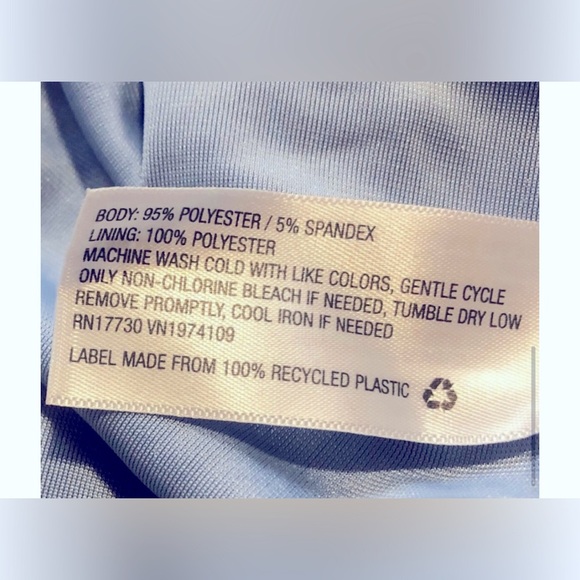 BODY: 95% POLYESTER / 5% SPANDEX
LINING: 100% POLYESTER
MACHINE WASH COLD WITH LIKE COLORS, GENTLE CYCLE
ONLY NON-CHLORINE BLEACH IF NEEDED, TUMBLE DRY LOW
REMOVE PROMPTLY, COOL IRON IF NEEDED
RN17730 VN1974109
LABEL MADE FROM 100% RECYCLED PLASTIC